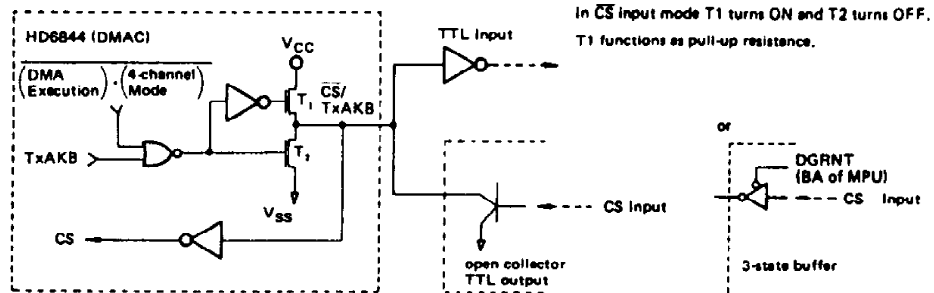 In CS input mode T1 turns ON and T2 turns OFF.
T1 functions as pull-up resistance.
HD6844 (DMAC)
VCC
TTL Input
(DMA Execution) · (4-channel Mode)
T1
CS/
TxAKB
TxAKB
T2
VSS
CS
CS Input
open collector
TTL output
or
DGRNT
(BA of MPU)
CS Input
3-state buffer